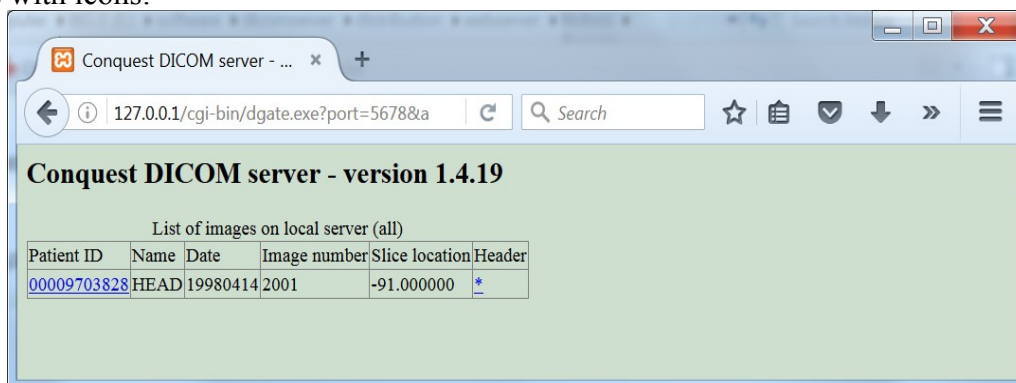 with icons.
Conquest DICOM server - ...
127.0.0.1/cgi-bin/dgate.exe?port=5678&a
Search
Conquest DICOM server - version 1.4.19
List of images on local server (all)
Patient ID Name Date Image number Slice location Header
00009703828 HEAD 19980414 2001 -91.000000 *